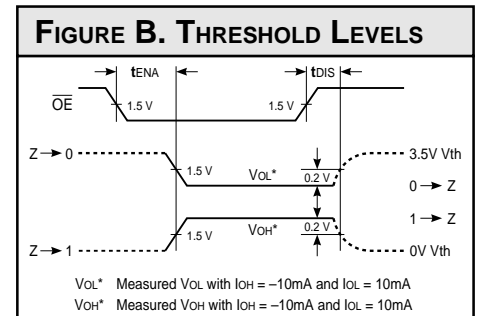 FIGURE B. THRESHOLD LEVELS
tENA tDIS
OE 1.5 V 1.5 V
Z 0 3.5V Vth
1.5 V VOL* 0.2 V
0 Z
1 Z
1.5 V VOH* 0.2 V
Z 1 0V Vth
VOL* Measured VOL with IOH = –10mA and IOL = 10mA
VOH* Measured VOH with IOH = –10mA and IOL = 10mA